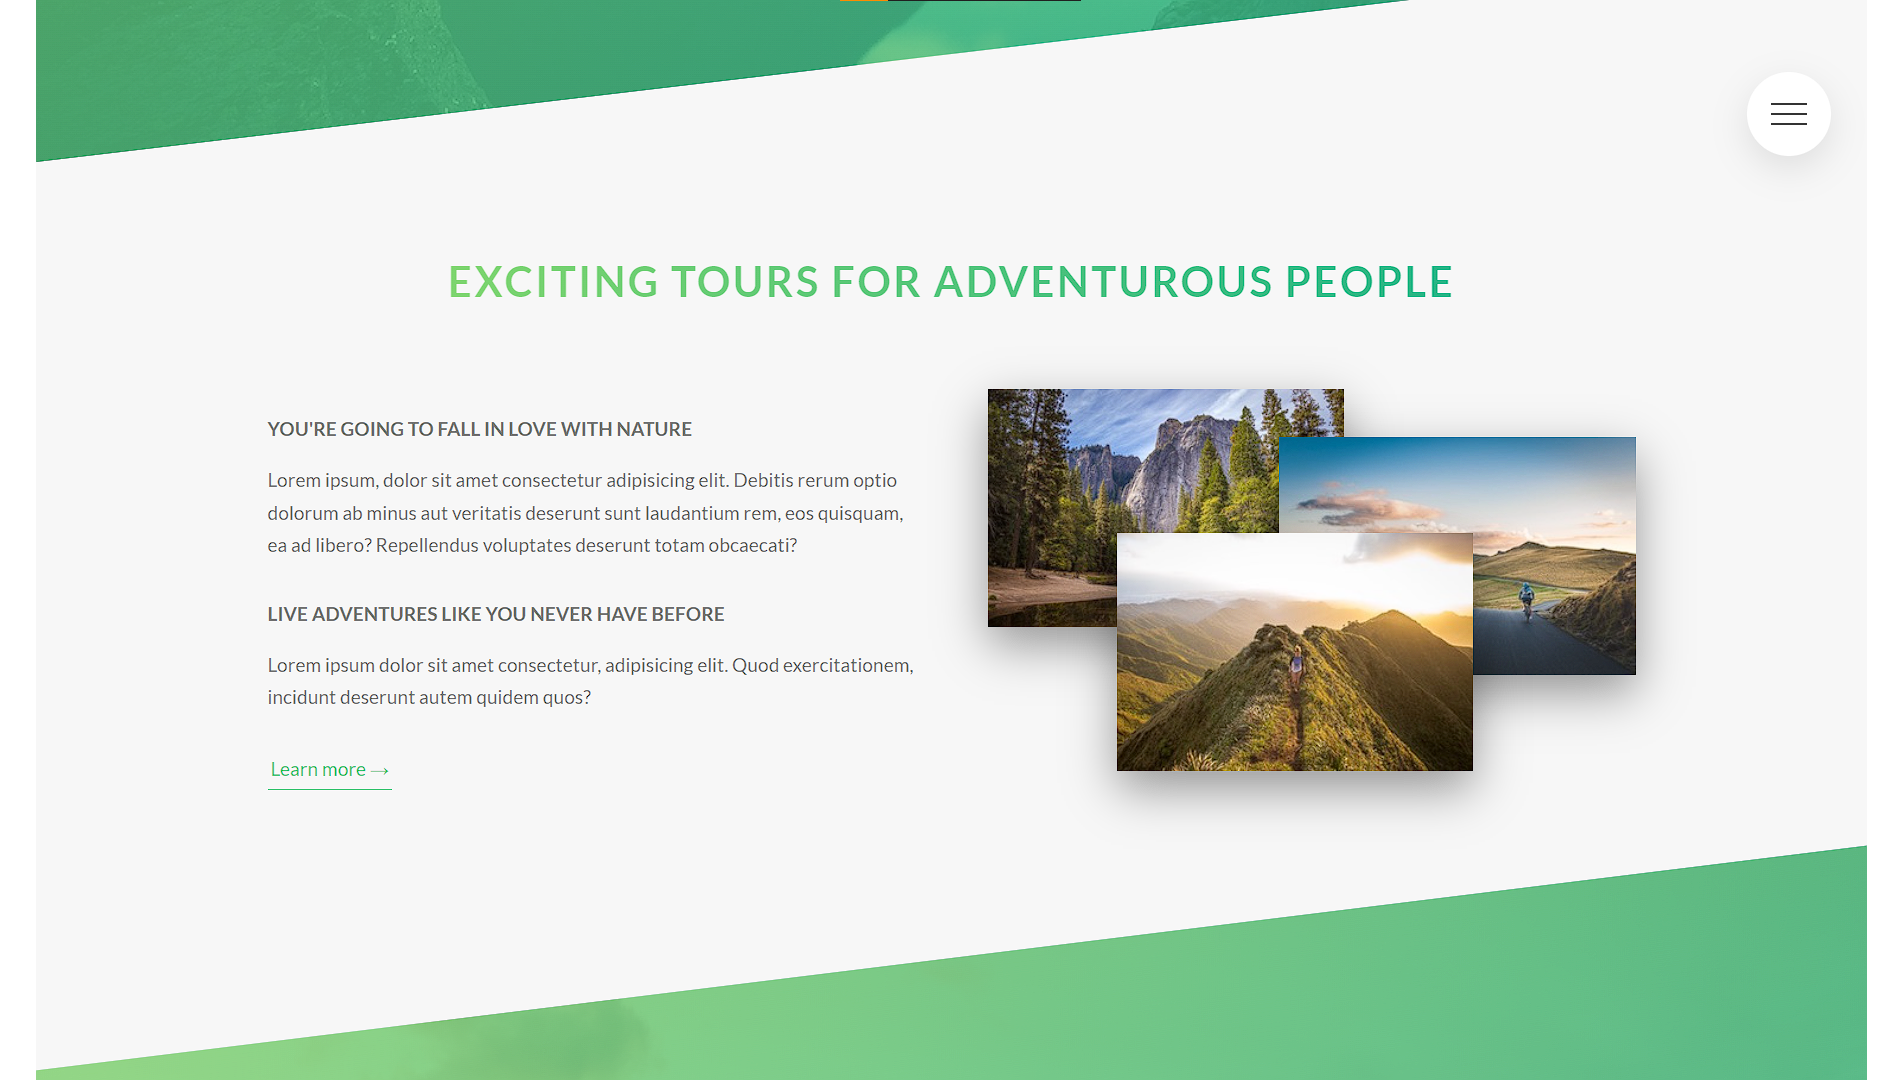 EXCITING TOURS FOR ADVENTUROUS PEOPLE
YOU'RE GOING TO FALL IN LOVE WITH NATURE
Lorem ipsum, dolor sit amet consectetur adipisicing elit. Debitis rerum optio
dolorum ab minus aut veritatis deserunt sunt laudantium rem, eos quisquam,
ea ad libero? Repellendus voluptates deserunt totam obcaecati?
LIVE ADVENTURES LIKE YOU NEVER HAVE BEFORE
Lorem ipsum dolor sit amet consectetur, adipisicing elit. Quod exercitationem,
incidunt deserunt autem quidem quos?
Learn more →